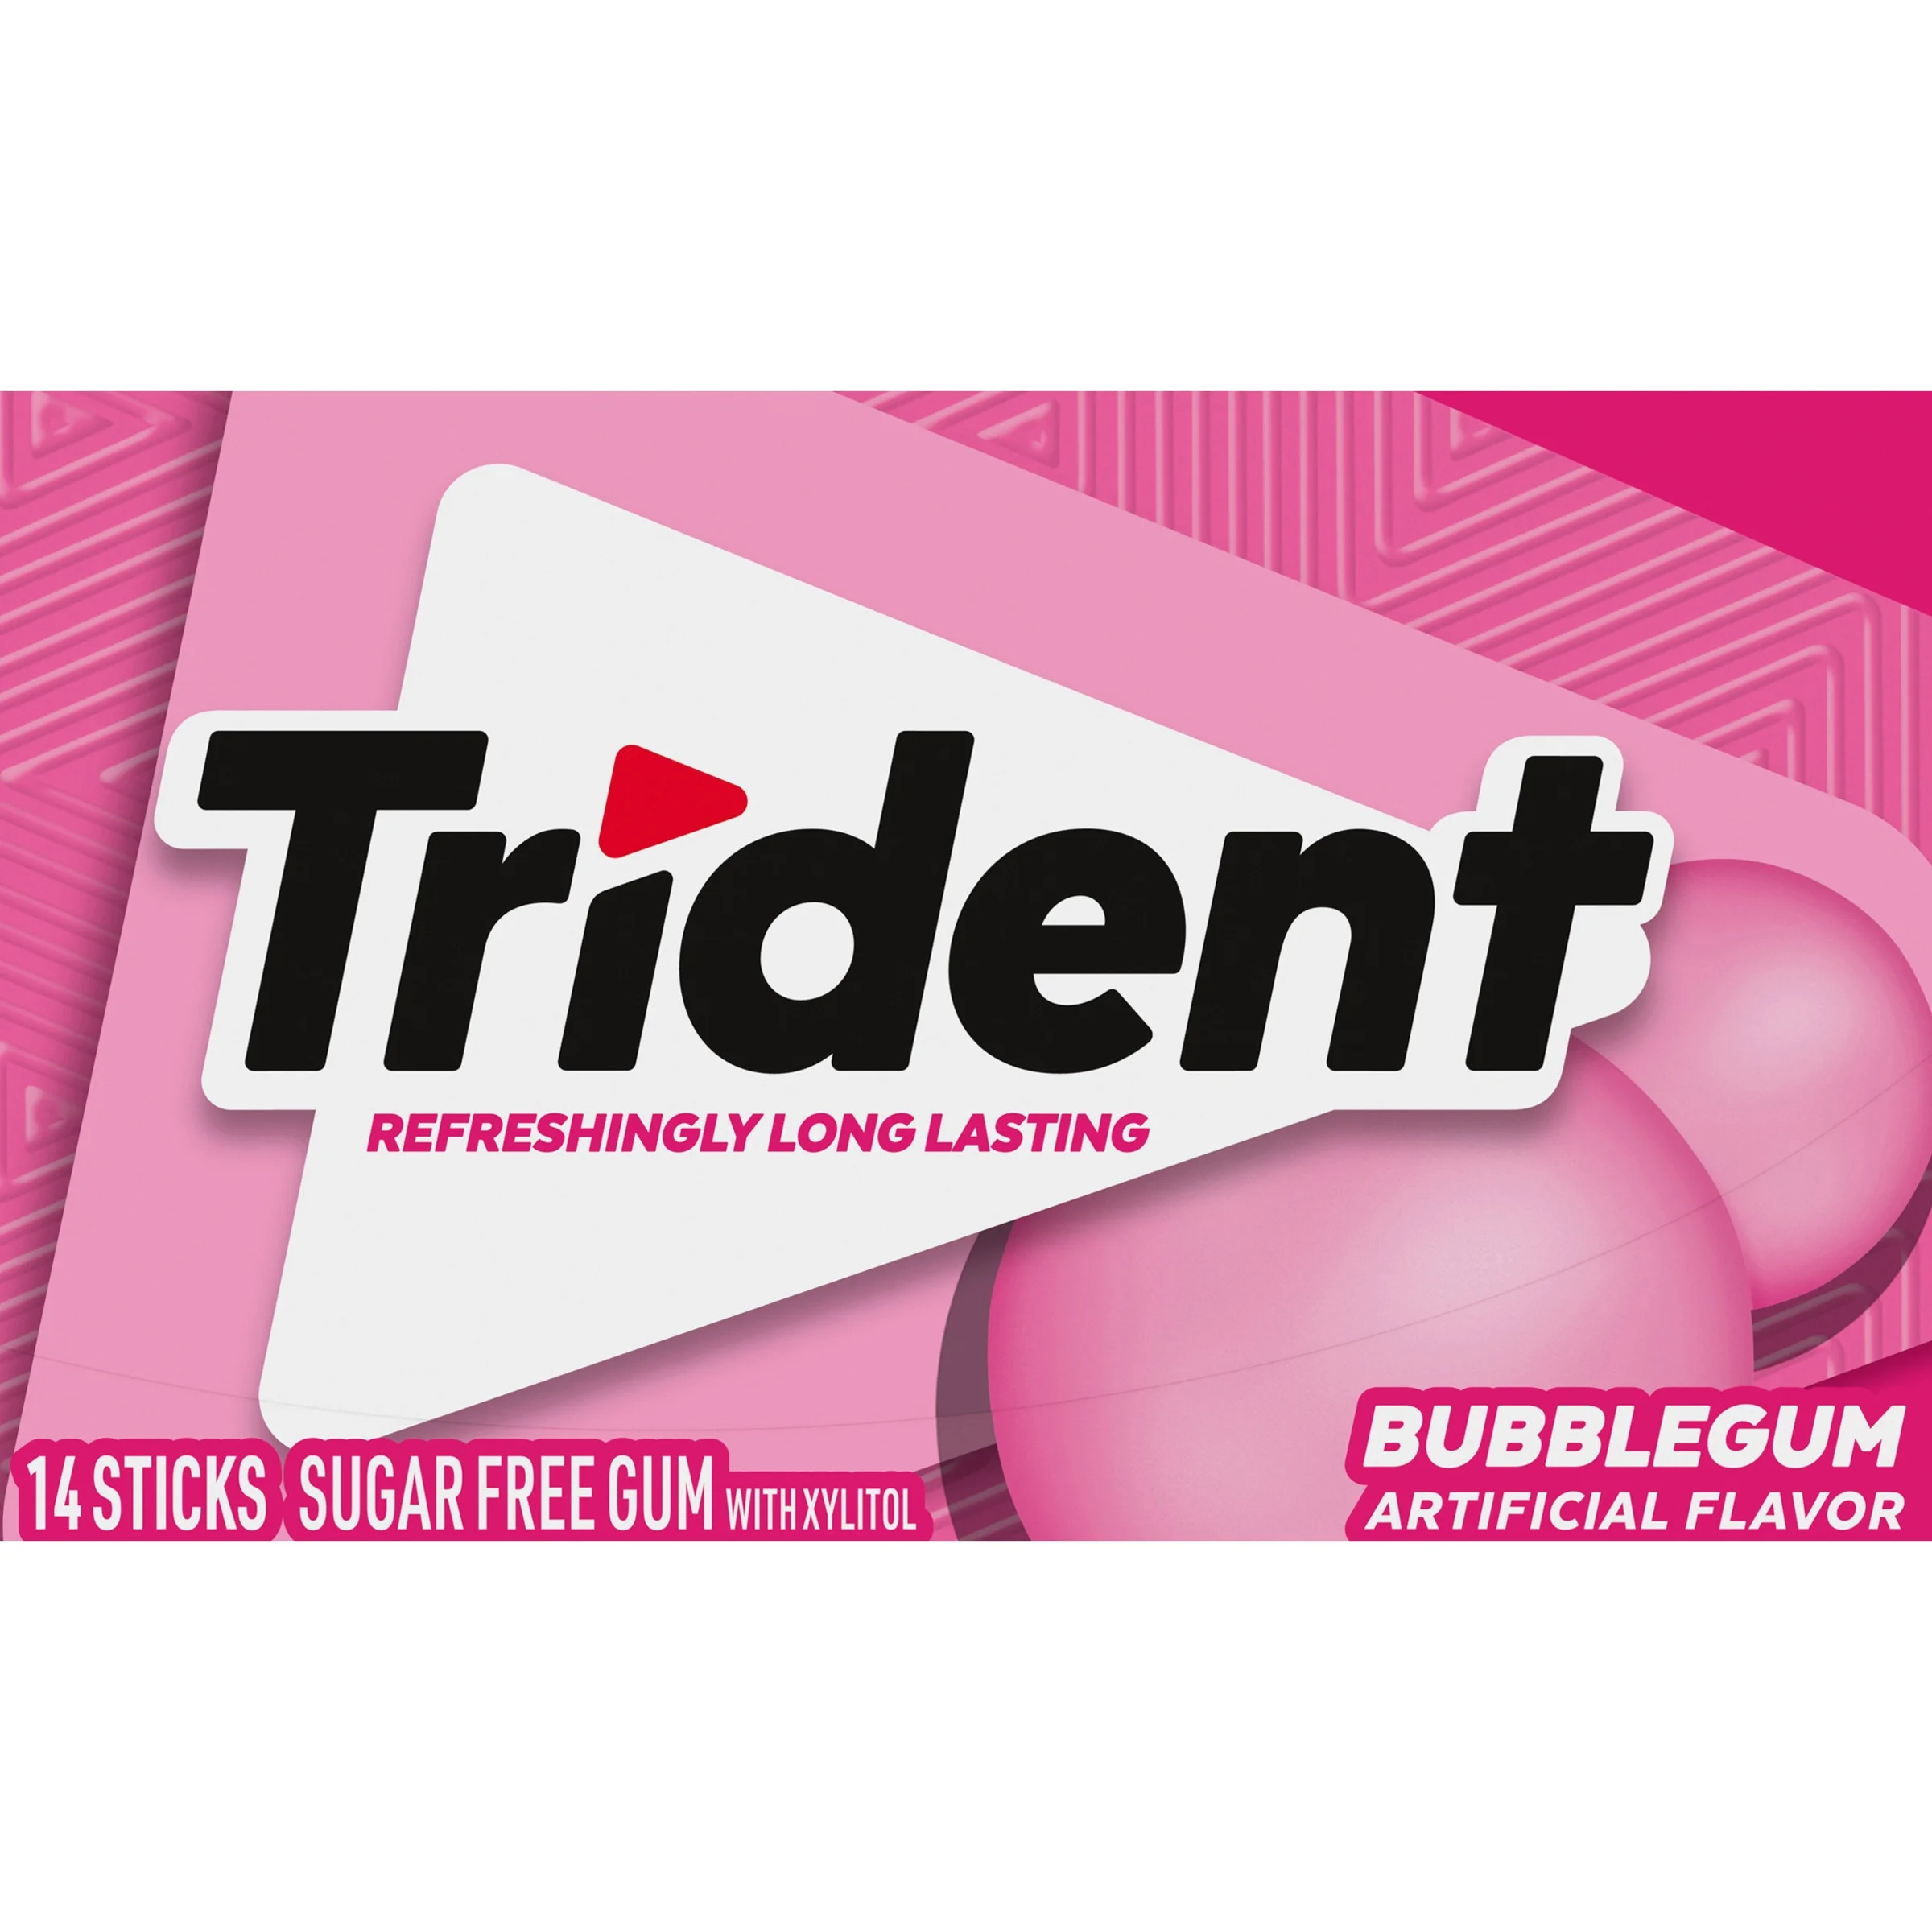 Trident
REFRESHINGLY LONG LASTING
14 STICKS SUGAR FREE GUM WITH XYLITOL
BUBBLEGUM
ARTIFICIAL FLAVOR